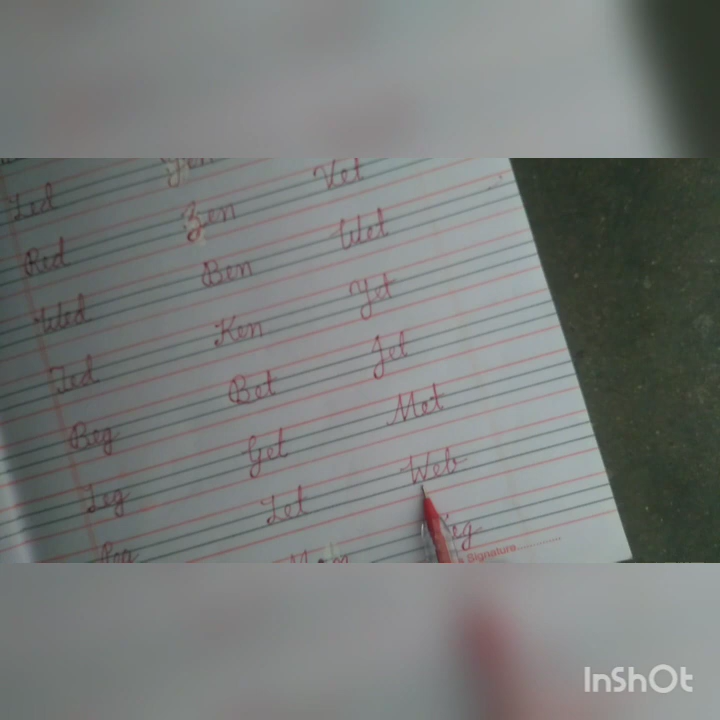 Led
Zen
Vet
Red
Ben
Wet
Wed
Ken
Yet
Ted
Bet
Jet
Beg
Get
Met
Leg
Let
Web
Signature
InShOt